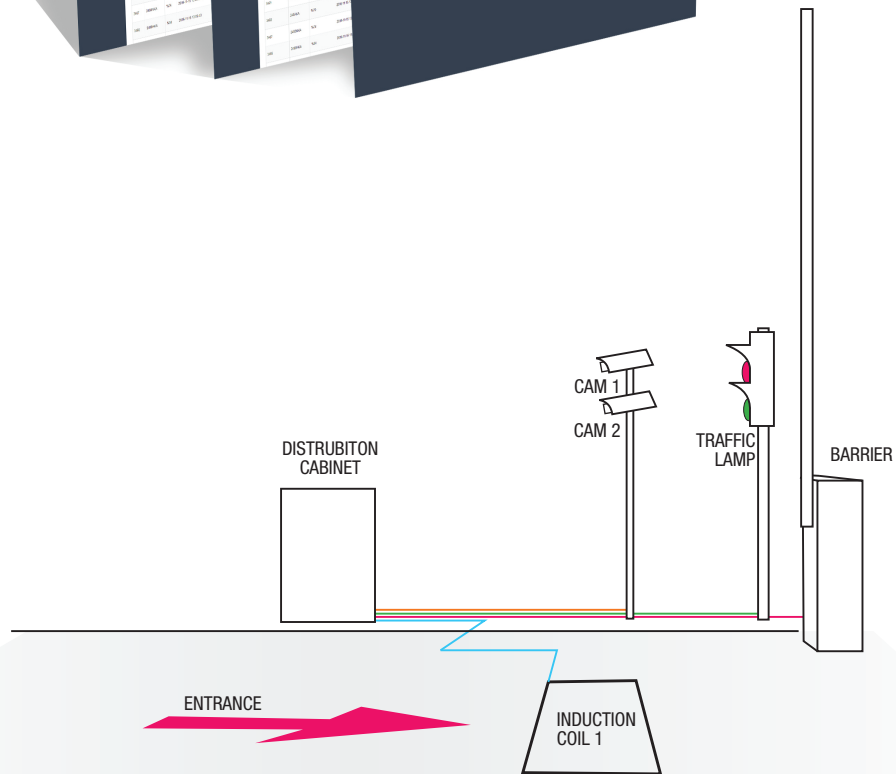 CAM 1
CAM 2
TRAFFIC
LAMP
BARRIER
DISTRUBITON
CABINET
ENTRANCE
INDUCTION
COIL 1